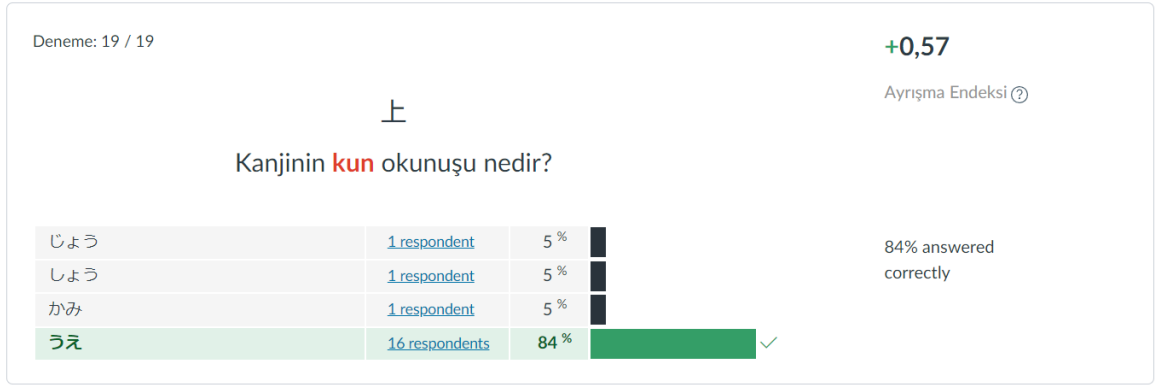 Deneme: 19 / 19
+0,57
Ayrışma Endeksi ?
上
Kanjinin kun okunuşu nedir?
じょう 1 respondent 5 %
しょう 1 respondent 5 %
かみ 1 respondent 5 %
うえ 16 respondents 84 %
84% answered
correctly